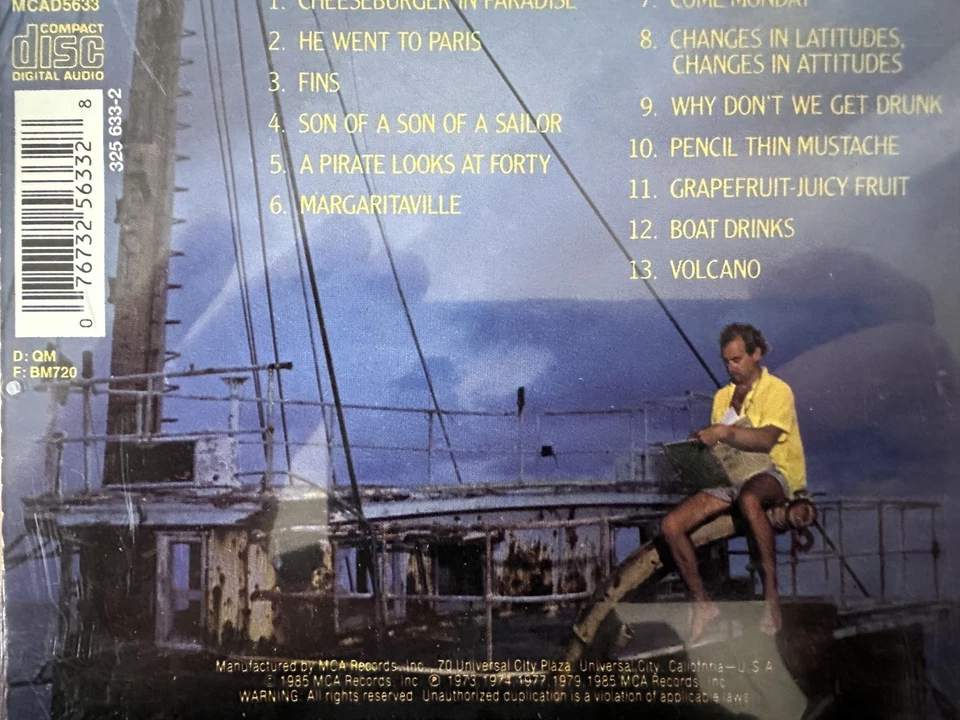 MCAD5633
COMPACT
disc
DIGITAL AUDIO
8
0 76732 56332
325 633-2
D: QM
F: BM720
1. CHEESEBURGER IN PARADISE
2. HE WENT TO PARIS
3. FINS
4. SON OF A SON OF A SAILOR
5. A PIRATE LOOKS AT FORTY
6. MARGARITAVILLE
7. COME MONDAY
8. CHANGES IN LATITUDES,
CHANGES IN ATTITUDES
9. WHY DON'T WE GET DRUNK
10. PENCIL THIN MUSTACHE
11. GRAPEFRUIT-JUICY FRUIT
12. BOAT DRINKS
13. VOLCANO
Manufactured by MCA Records, Inc., 70 Universal City Plaza, Universal City, California—U.S.A.
© 1985 MCA Records, Inc. ℗ 1973, 1974, 1977, 1979, 1985 MCA Records, Inc.
WARNING: All rights reserved. Unauthorized duplication is a violation of applicable laws.